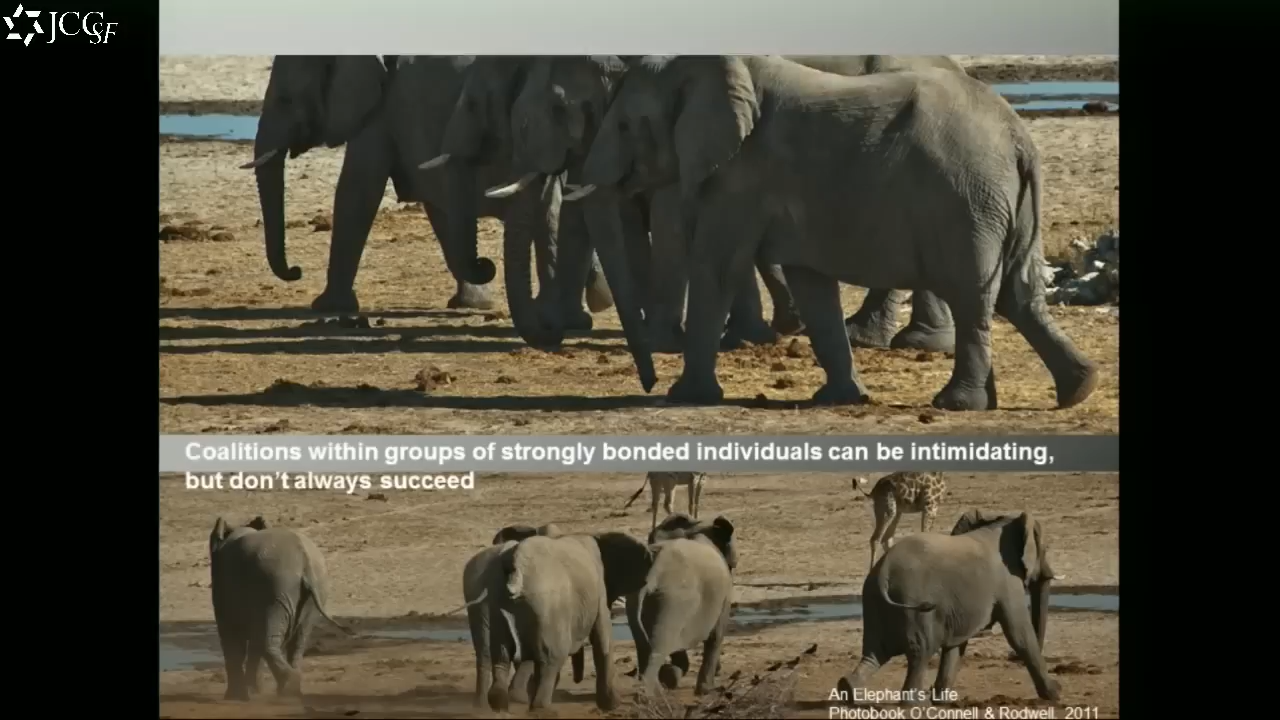 JCCSF
Coalitions within groups of strongly bonded individuals can be intimidating,
but don't always succeed
An Elephant's Life
Photobook O'Connell & Rodwell, 2011